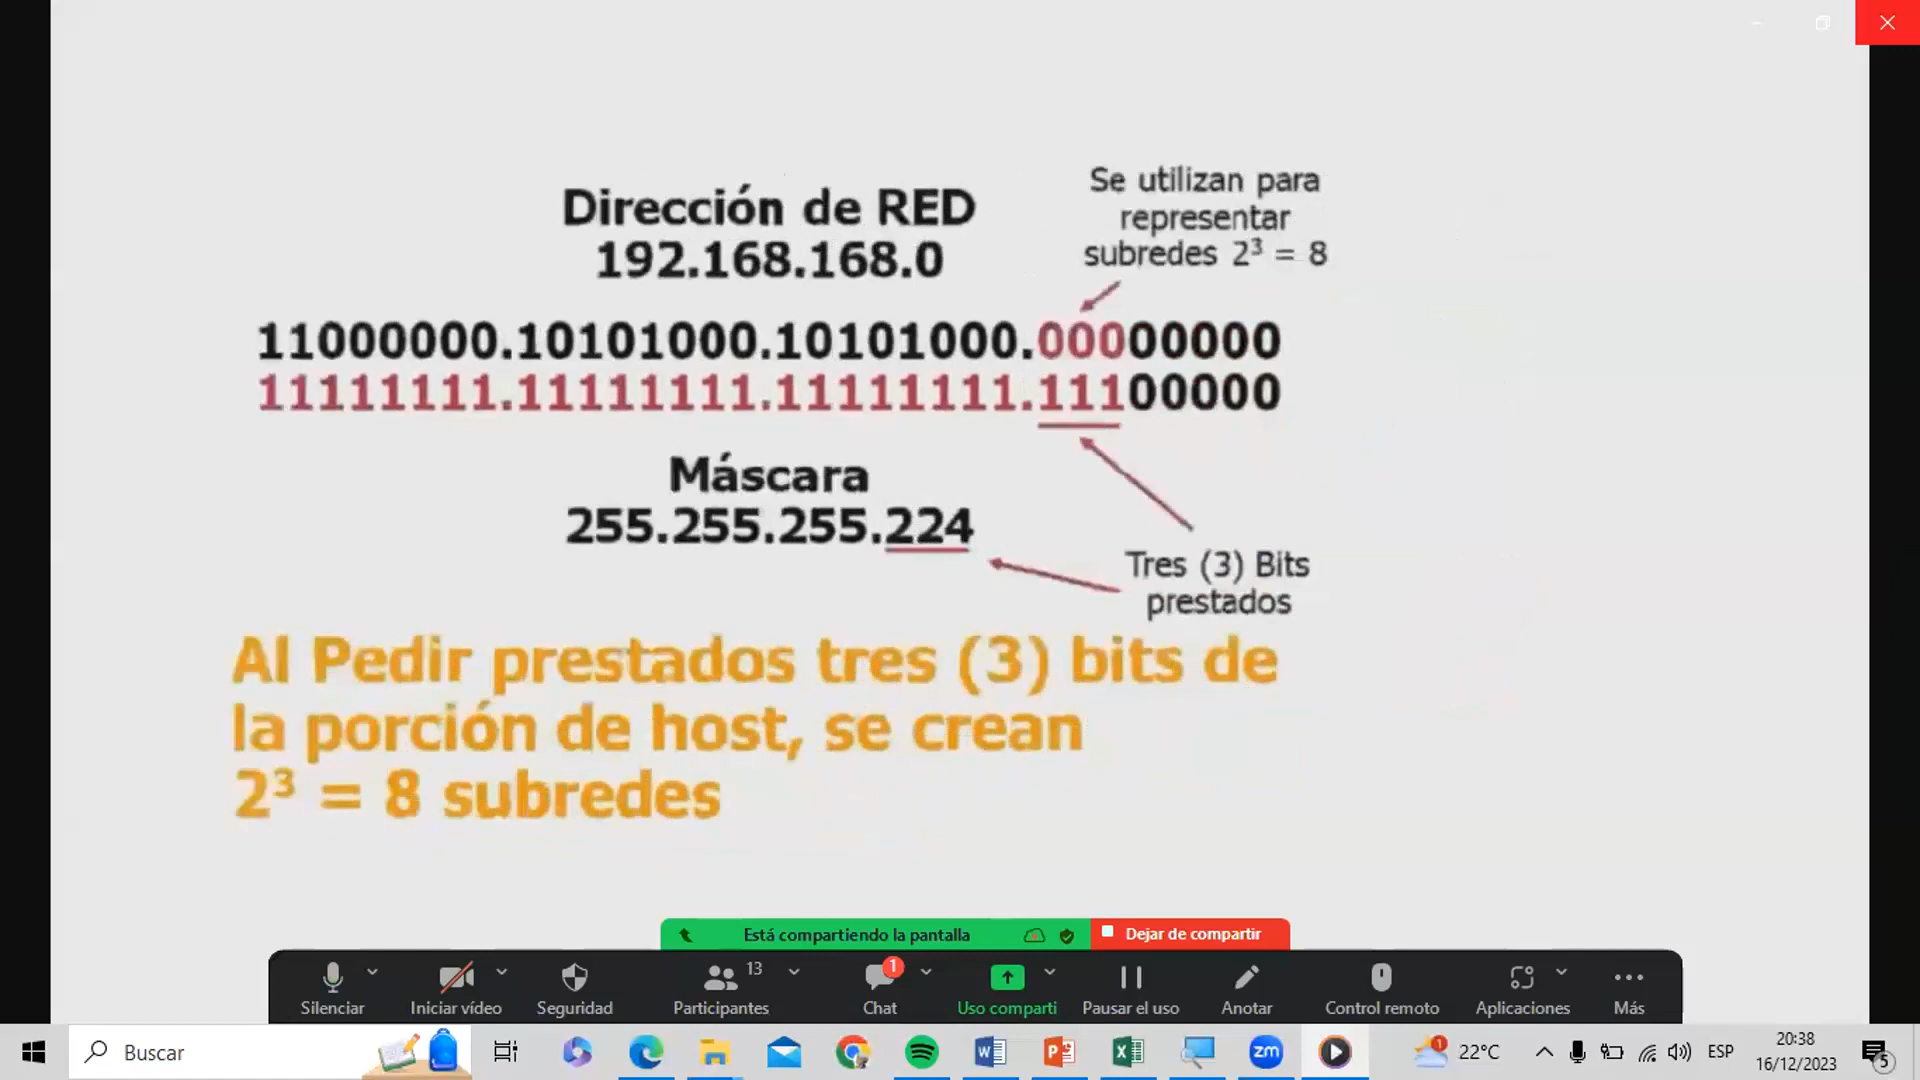 Se utilizan para
representar
subredes 2³ = 8
Dirección de RED
192.168.168.0
11000000.10101000.10101000.00000000
11111111.11111111.11111111.11100000
Máscara
255.255.255.224
Tres (3) Bits
prestados
Al Pedir prestados tres (3) bits de
la porción de host, se crean
2³ = 8 subredes
Está compartiendo la pantalla
Dejar de compartir
Silenciar
Iniciar vídeo
Seguridad
Participantes
13
Chat
1
Uso comparti
Pausar el uso
Anotar
Control remoto
Aplicaciones
Más
Buscar
W
P
X
zm
1
22°C
ESP
20:38
16/12/2023
5